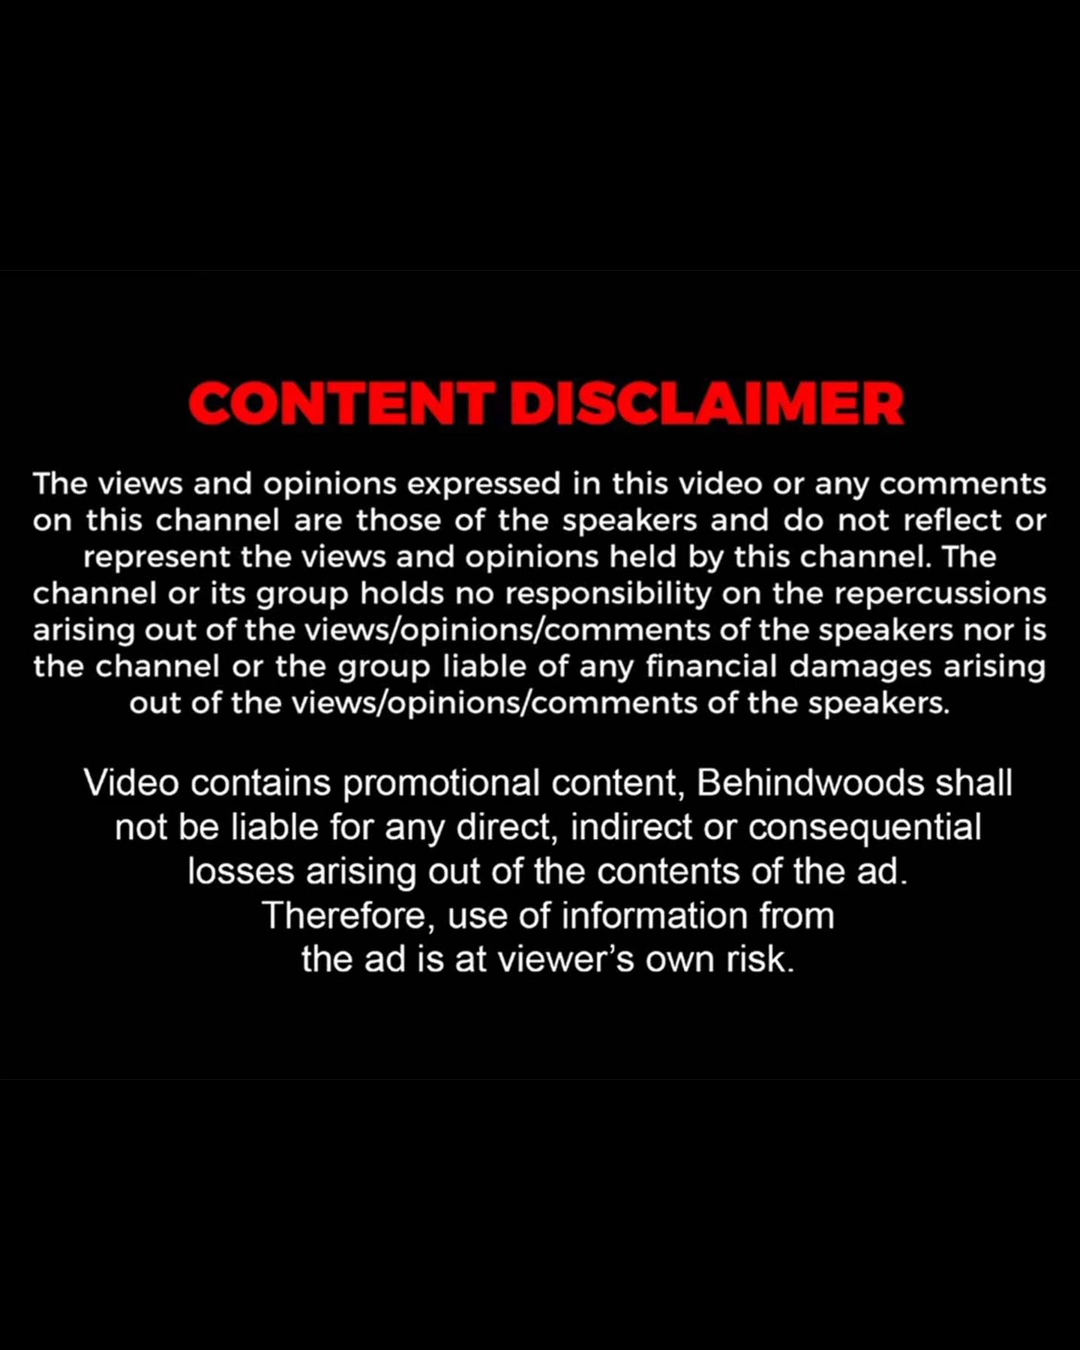 CONTENT DISCLAIMER
The views and opinions expressed in this video or any comments
on this channel are those of the speakers and do not reflect or
represent the views and opinions held by this channel. The
channel or its group holds no responsibility on the repercussions
arising out of the views/opinions/comments of the speakers nor is
the channel or the group liable of any financial damages arising
out of the views/opinions/comments of the speakers.
Video contains promotional content, Behindwoods shall
not be liable for any direct, indirect or consequential
losses arising out of the contents of the ad.
Therefore, use of information from
the ad is at viewer’s own risk.